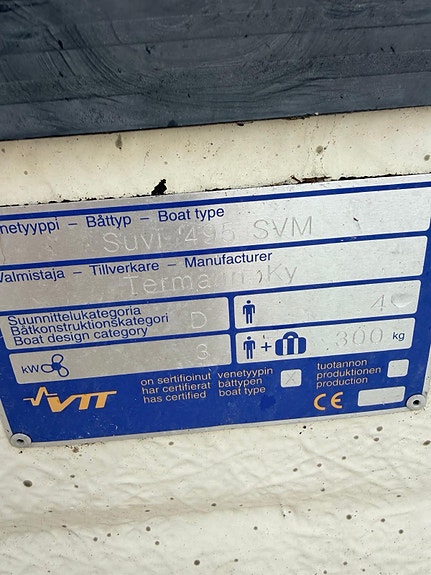 netyyppi – Båttyp – Boat type
Suvi 495 SVM
Valmistaja – Tillverkare – Manufacturer
Ky
Suunnittelukategoria
Båtkonstruktionskategori
Boat design category
D
4
kW
+
300 kg
VTT
on sertifioinut
har certifierat
has certified
venetyypin
båttypen
boat type
X
tuotannon
produktionen
production
CE